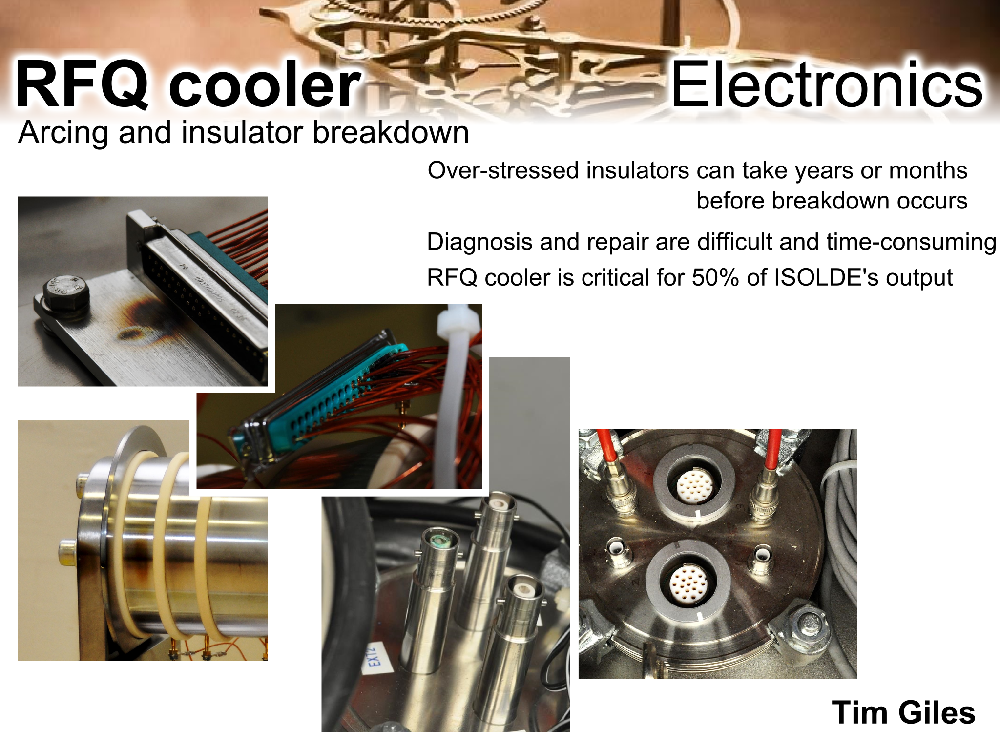 RFQ cooler
Electronics
Arcing and insulator breakdown
Over-stressed insulators can take years or months
before breakdown occurs
Diagnosis and repair are difficult and time-consuming
RFQ cooler is critical for 50% of ISOLDE's output
EXT2
Tim Giles